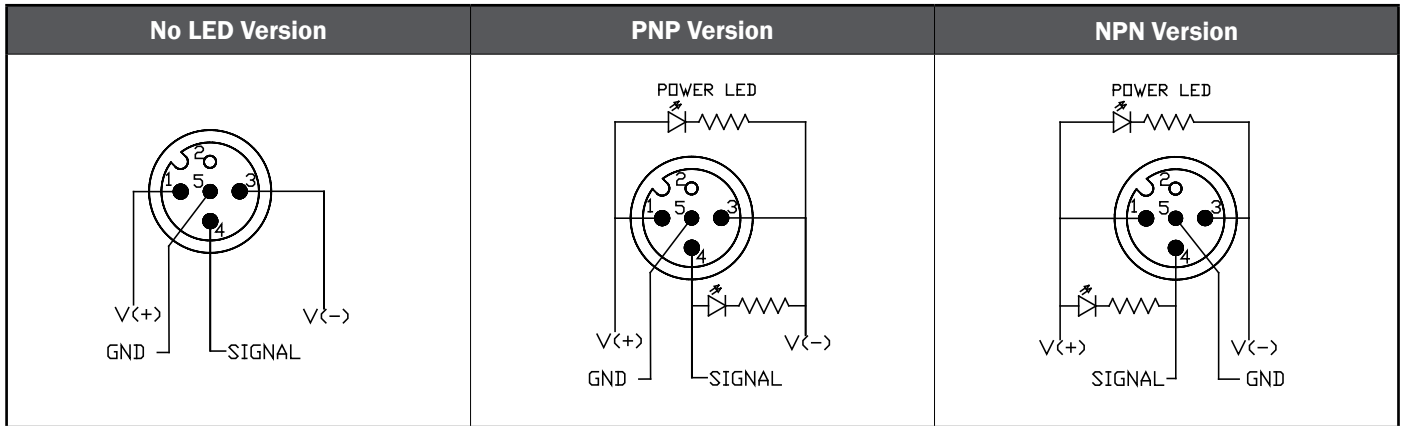 No LED Version
2
1 5 3
4
V(+) V(-)
GND SIGNAL
PNP Version
POWER LED
2
1 5 3
4
V(+) V(-)
GND SIGNAL
NPN Version
POWER LED
2
1 5 3
4
V(+) V(-)
SIGNAL GND